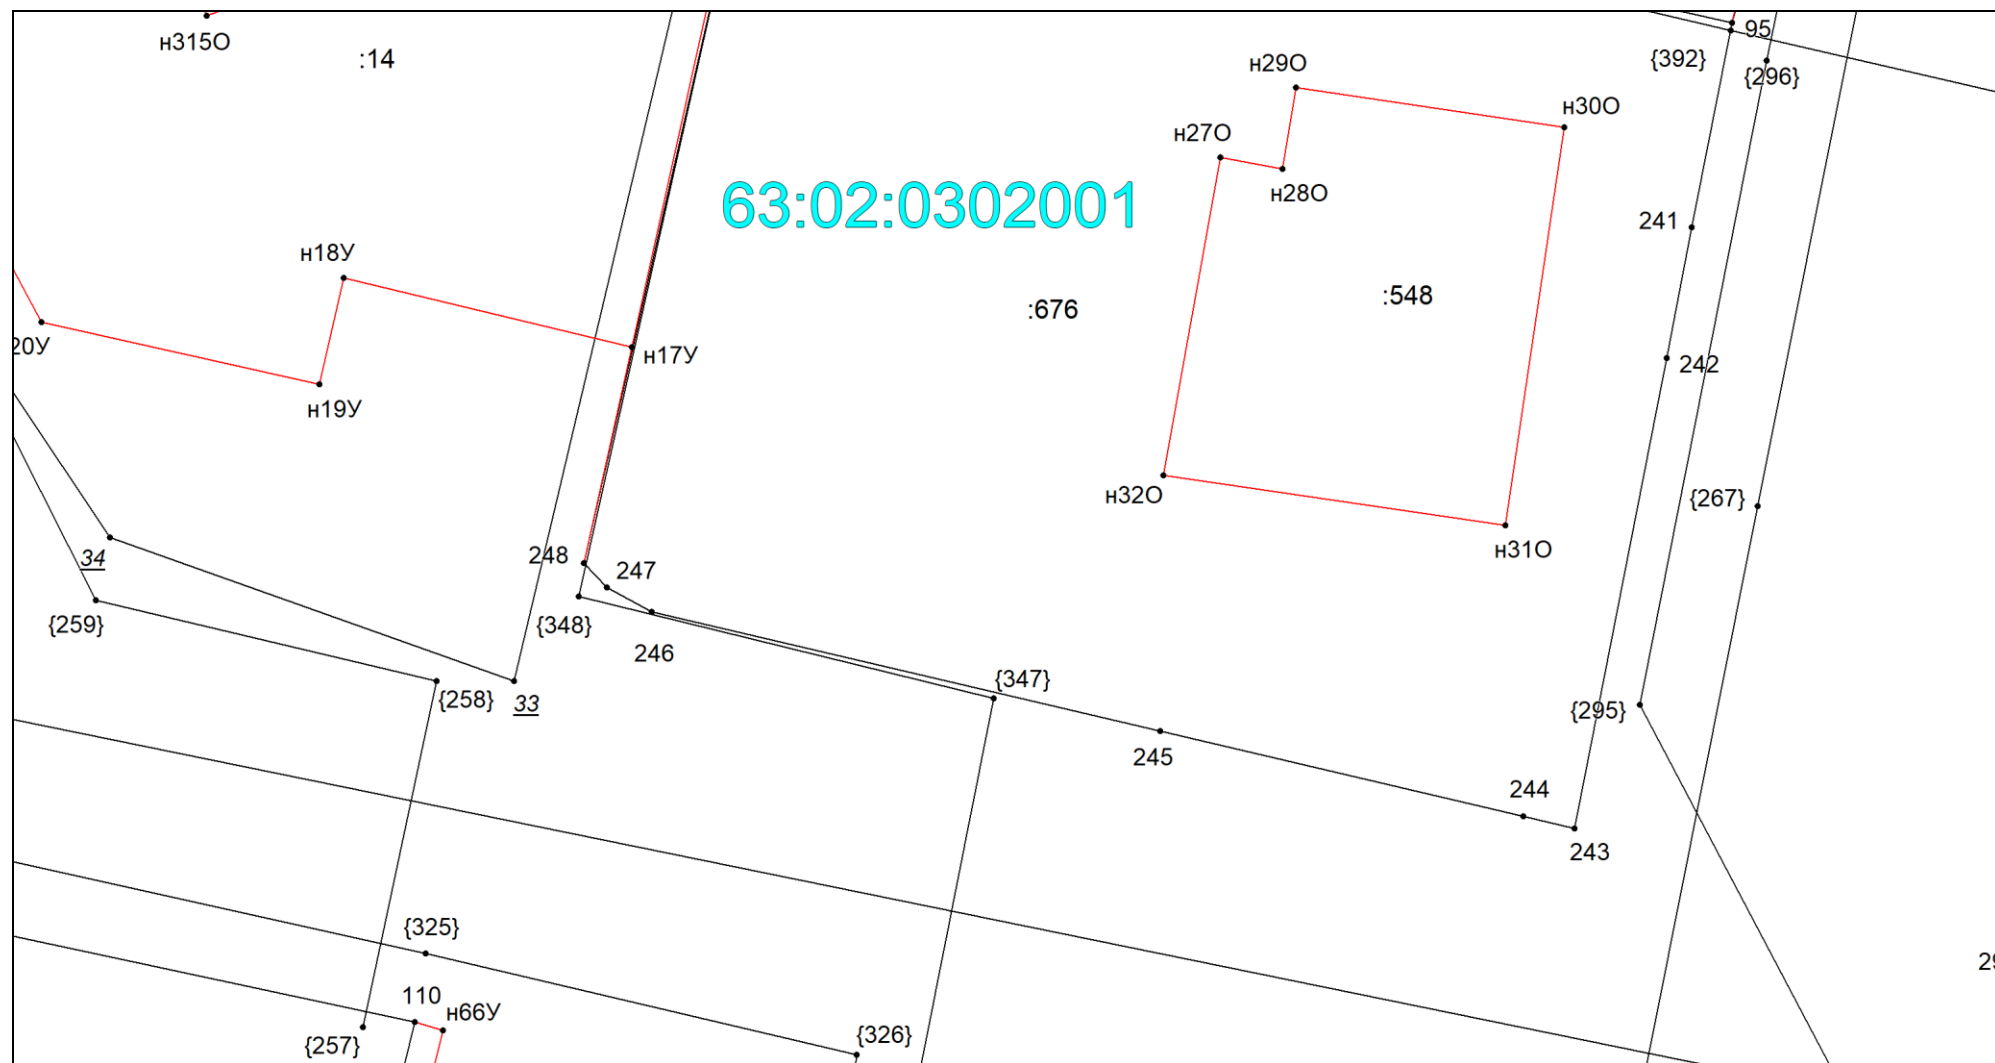 95
н315О
:14
{392}
н29О
{296}
н30О
н27О
н28О
63:02:0302001
241
н18У
:548
:676
20У
н17У
242
н19У
н32О
{267}
н31О
248
34
247
{259}
{348}
246
{347}
{258}
33
{295}
245
244
243
{325}
29
110
н66У
{326}
{257}